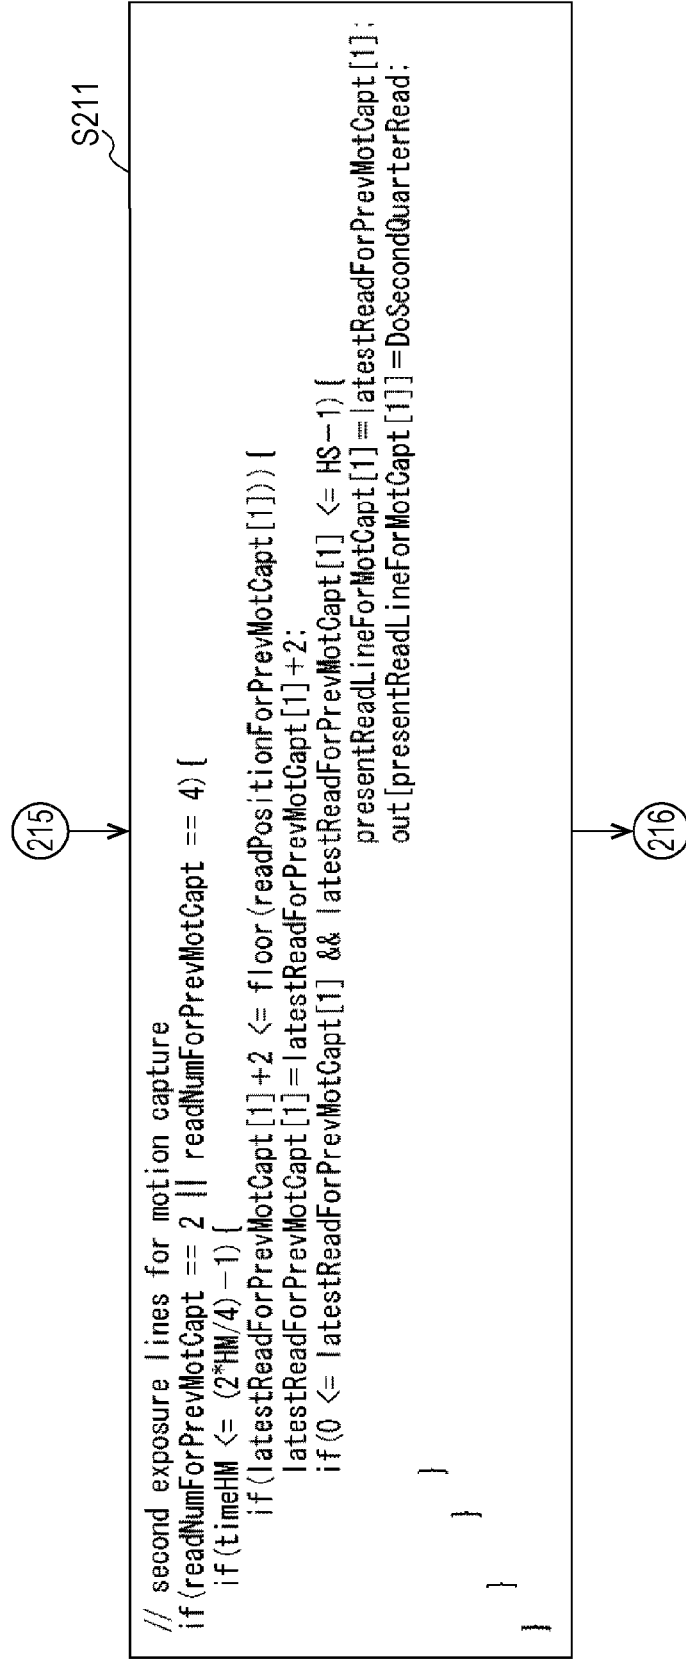 215
S211
// second exposure lines for motion capture
if(readNumForPrevMotCapt == 2 || readNumForPrevMotCapt == 4) {
if(timeHM <= (2*HM/4)-1) {
if(latestReadForPrevMotCapt[1]+2 <= floor(readPositionForPrevMotCapt[1])) {
latestReadForPrevMotCapt[1]=latestReadForPrevMotCapt[1]+2;
if(0 <= latestReadForPrevMotCapt[1] && latestReadForPrevMotCapt[1] <= HS-1) {
presentReadLineForMotCapt[1]=latestReadForPrevMotCapt[1];
out[presentReadLineForMotCapt[1]]=DoSecondQuarterRead;
}
}
}
}
216